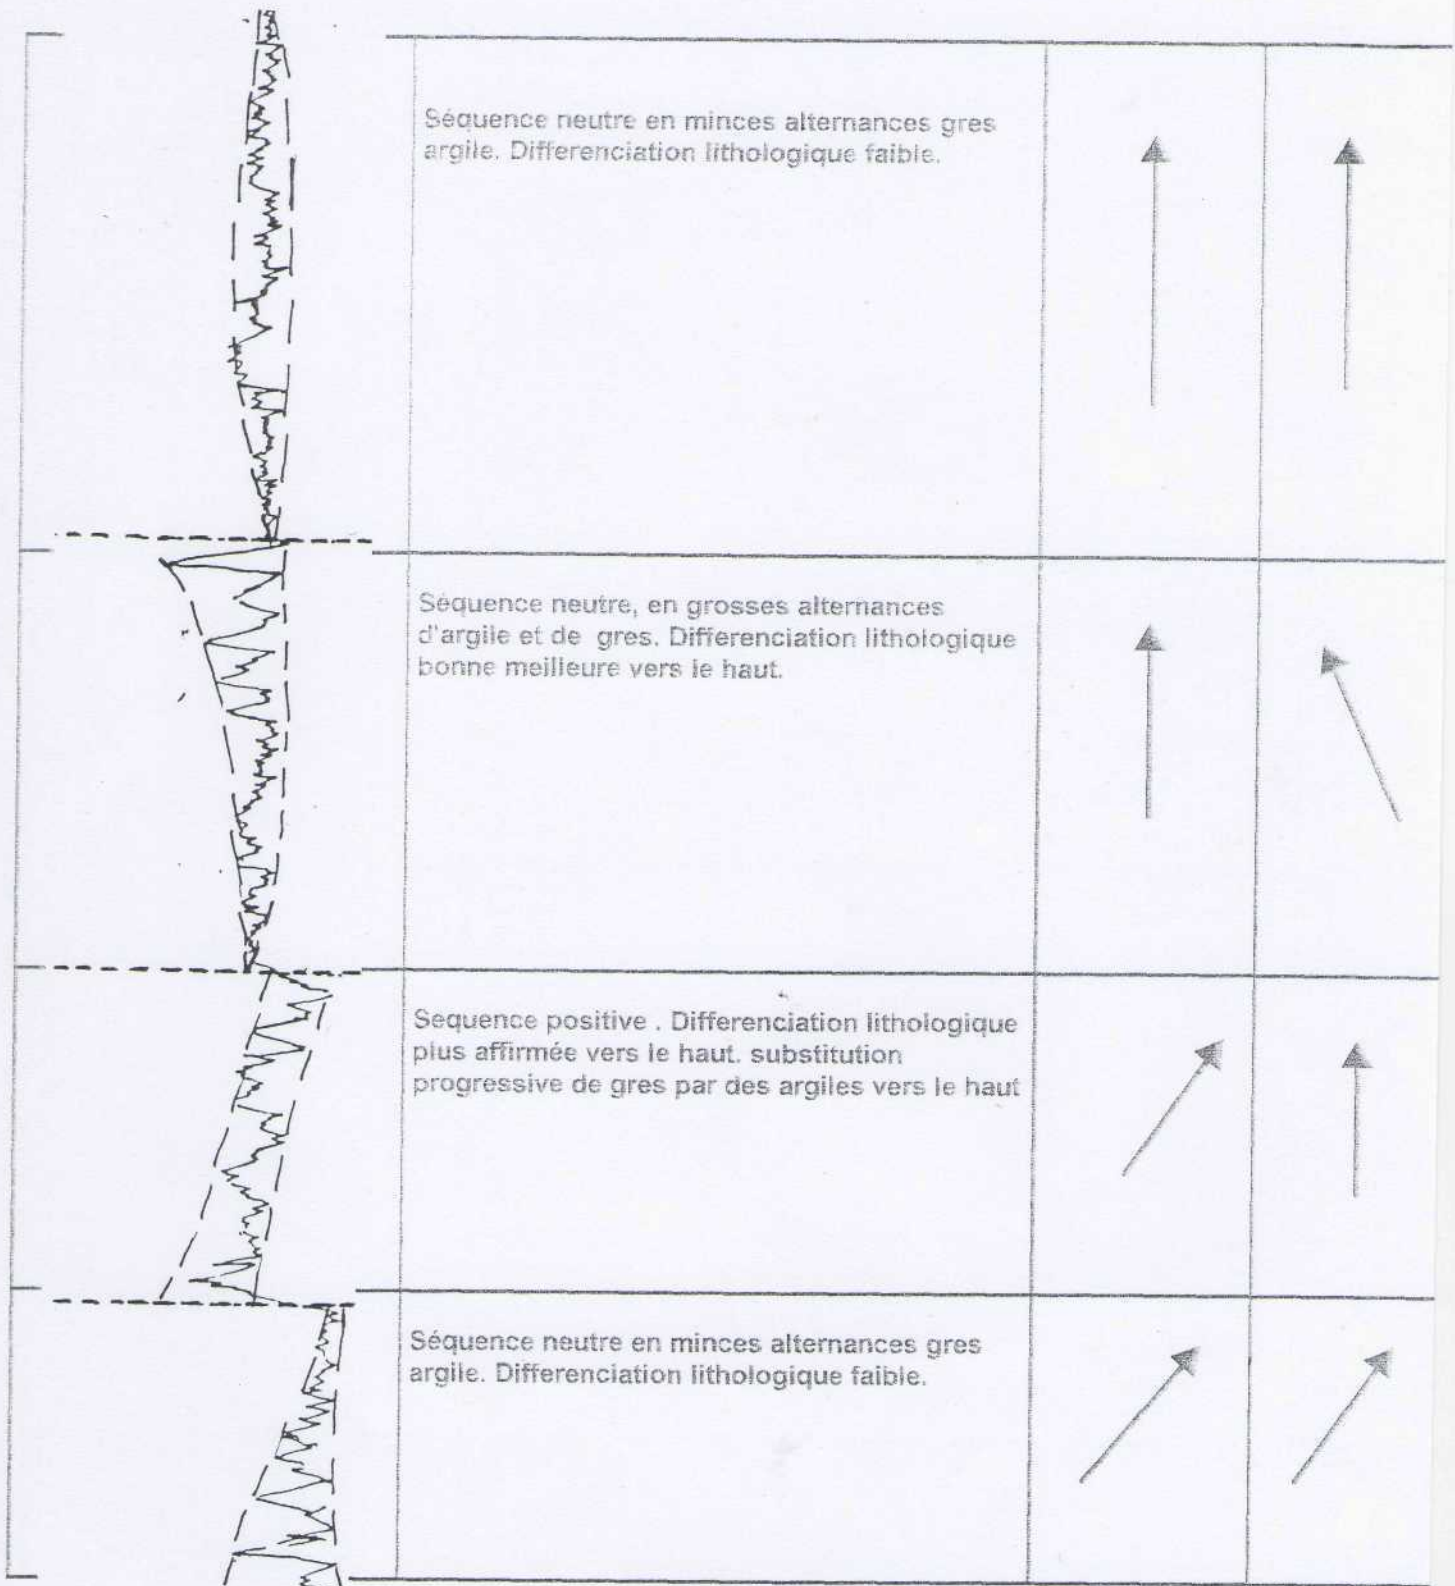 Séquence neutre en minces alternances gres
argile. Differenciation lithologique faible.
Séquence neutre, en grosses alternances
d'argile et de gres. Differenciation lithologique
bonne meilleure vers le haut.
Sequence positive . Differenciation lithologique
plus affirmée vers le haut. substitution
progressive de gres par des argiles vers le haut
Séquence neutre en minces alternances gres
argile. Differenciation lithologique faible.